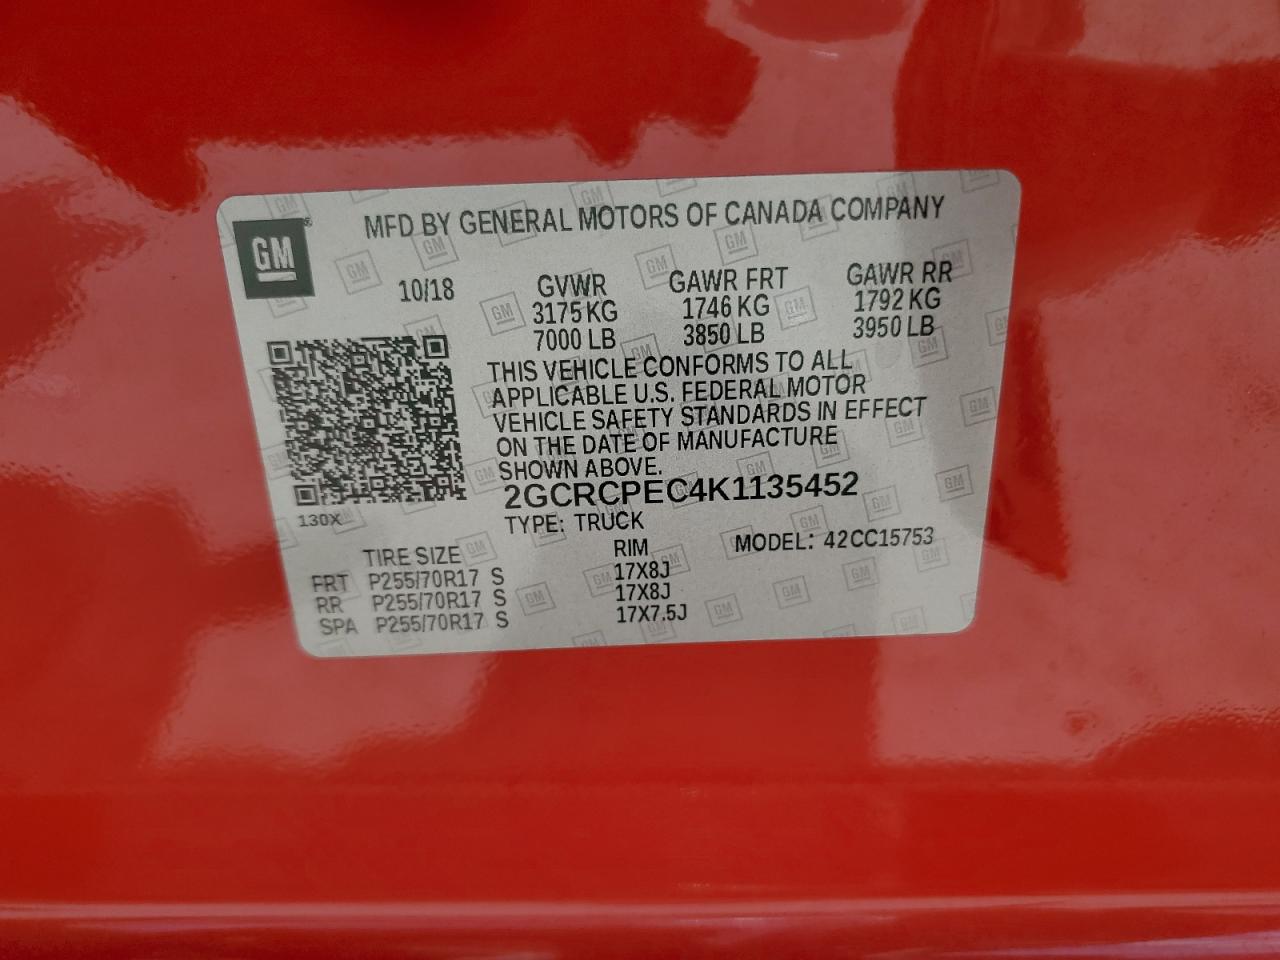 GM
MFD BY GENERAL MOTORS OF CANADA COMPANY
10/18 GVWR GAWR FRT GAWR RR
3175 KG 1746 KG 1792 KG
7000 LB 3850 LB 3950 LB
THIS VEHICLE CONFORMS TO ALL
APPLICABLE U.S. FEDERAL MOTOR
VEHICLE SAFETY STANDARDS IN EFFECT
ON THE DATE OF MANUFACTURE
SHOWN ABOVE.
2GCRCPEC4K1135452
130X TYPE: TRUCK
TIRE SIZE RIM MODEL: 42CC15753
FRT P255/70R17 S 17X8J
RR P255/70R17 S 17X8J
SPA P255/70R17 S 17X7.5J